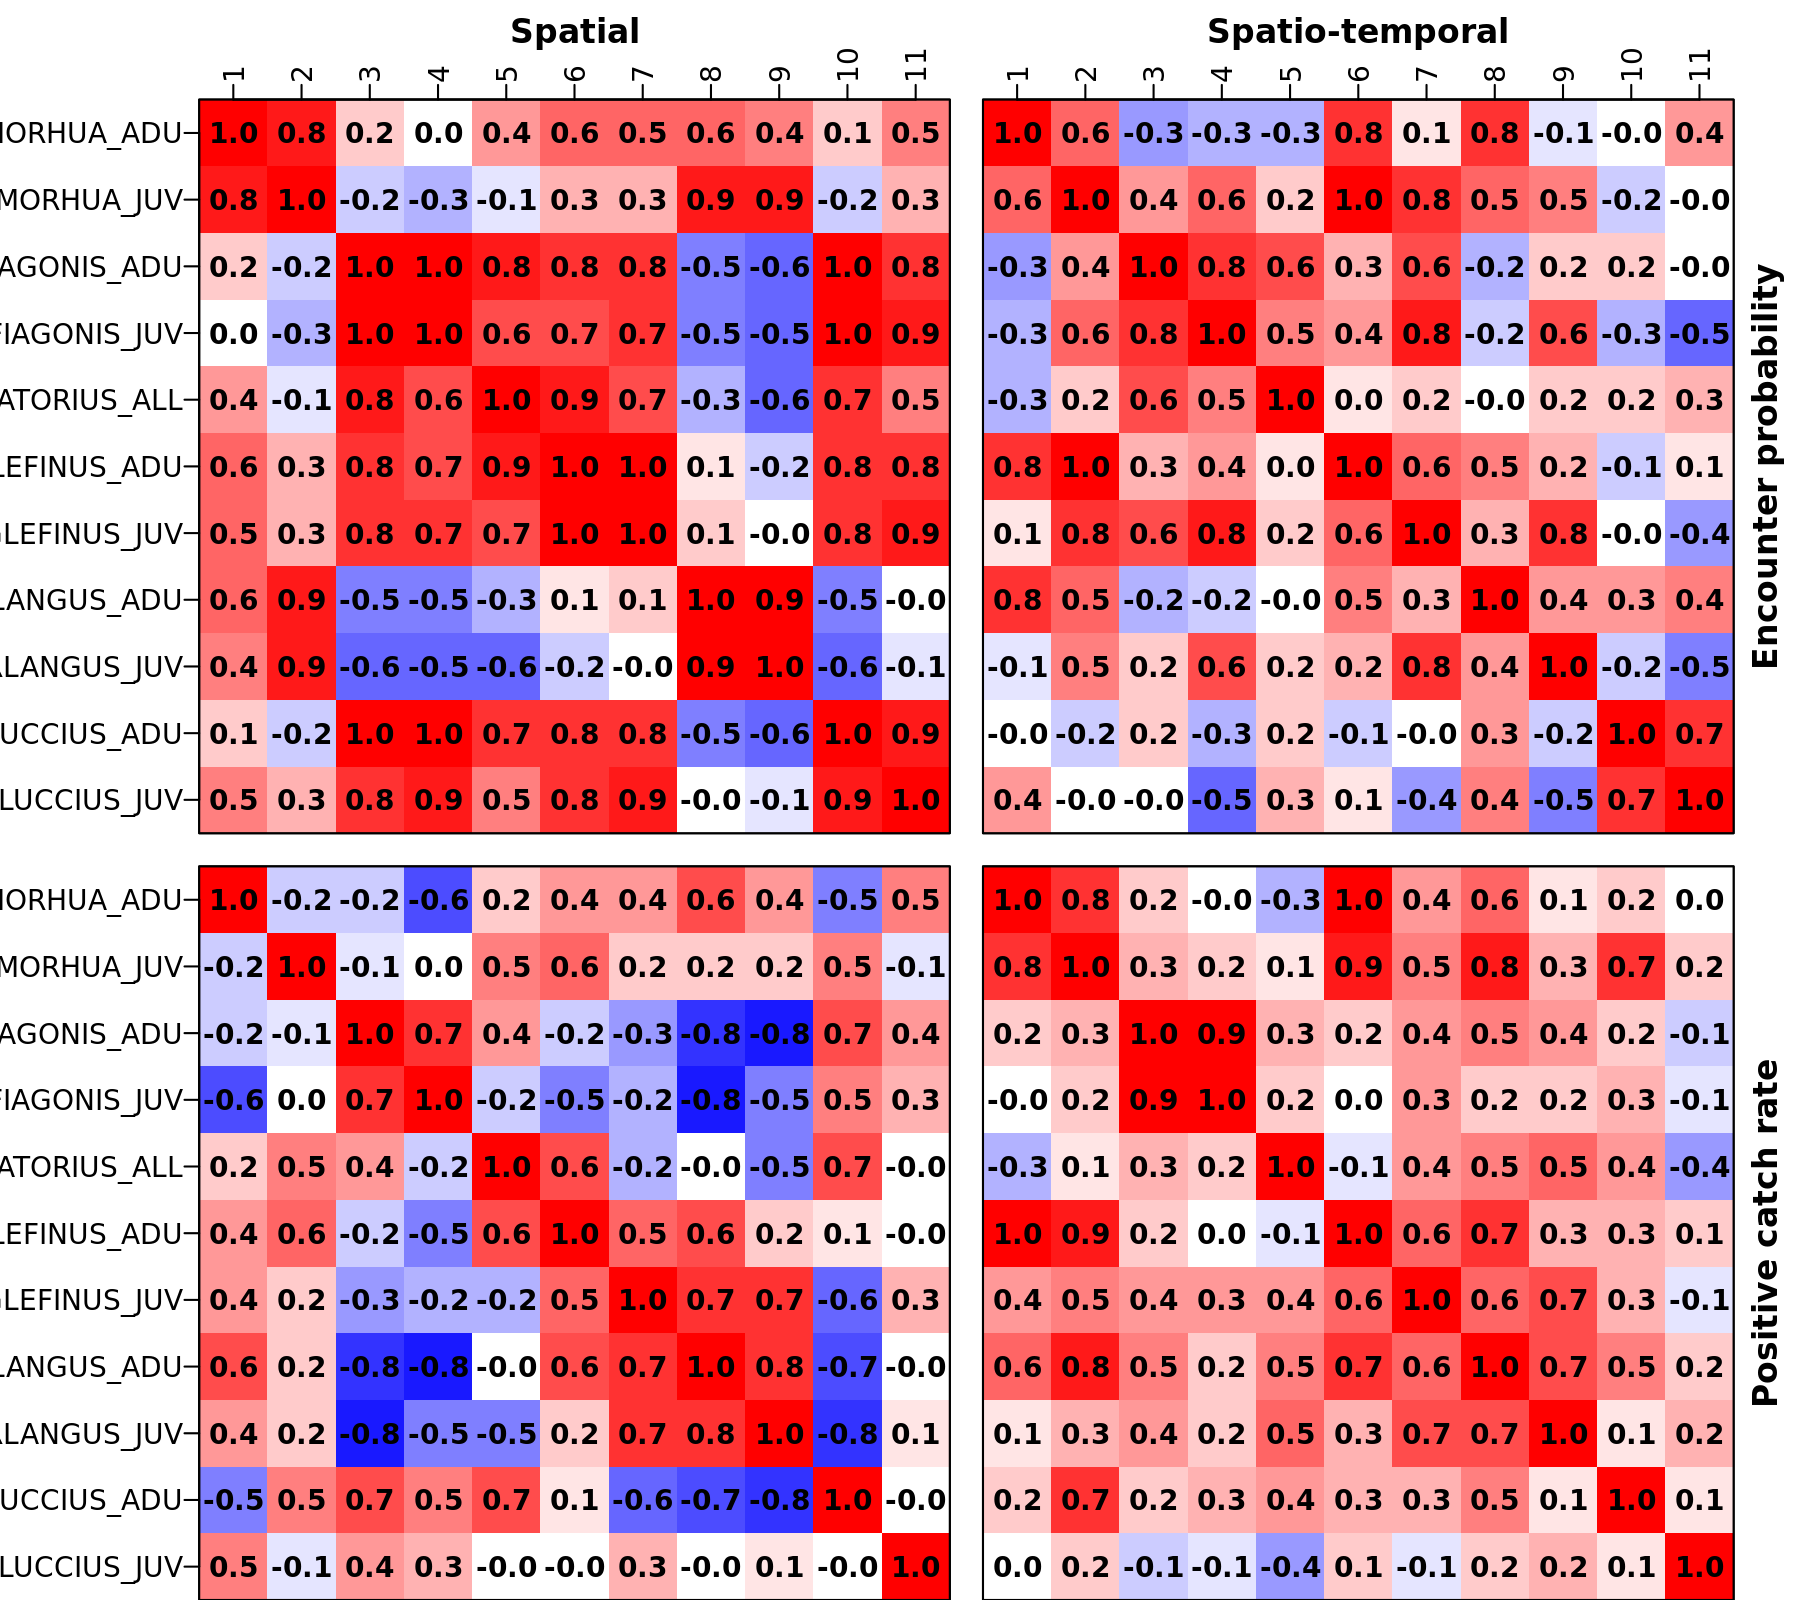 Spatial Spatio-temporal
1 2 3 4 5 6 7 8 9 10 11 1 2 3 4 5 6 7 8 9 10 11
IORHUA_ADU 1.0 0.8 0.2 0.0 0.4 0.6 0.5 0.6 0.4 0.1 0.5 1.0 0.6 -0.3 -0.3 -0.3 0.8 0.1 0.8 -0.1 -0.0 0.4
MORHUA_JUV 0.8 1.0 -0.2 -0.3 -0.1 0.3 0.3 0.9 0.9 -0.2 0.3 0.6 1.0 0.4 0.6 0.2 1.0 0.8 0.5 0.5 -0.2 -0.0
AGONIS_ADU 0.2 -0.2 1.0 1.0 0.8 0.8 0.8 -0.5 -0.6 1.0 0.8 -0.3 0.4 1.0 0.8 0.6 0.3 0.6 -0.2 0.2 0.2 -0.0
FIAGONIS_JUV 0.0 -0.3 1.0 1.0 0.6 0.7 0.7 -0.5 -0.5 1.0 0.9 -0.3 0.6 0.8 1.0 0.5 0.4 0.8 -0.2 0.6 -0.3 -0.5
ATORIUS_ALL 0.4 -0.1 0.8 0.6 1.0 0.9 0.7 -0.3 -0.6 0.7 0.5 -0.3 0.2 0.6 0.5 1.0 0.0 0.2 -0.0 0.2 0.2 0.3
LEFINUS_ADU 0.6 0.3 0.8 0.7 0.9 1.0 1.0 0.1 -0.2 0.8 0.8 0.8 1.0 0.3 0.4 0.0 1.0 0.6 0.5 0.2 -0.1 0.1
GLEFINUS_JUV 0.5 0.3 0.8 0.7 0.7 1.0 1.0 0.1 -0.0 0.8 0.9 0.1 0.8 0.6 0.8 0.2 0.6 1.0 0.3 0.8 -0.0 -0.4
LANGUS_ADU 0.6 0.9 -0.5 -0.5 -0.3 0.1 0.1 1.0 0.9 -0.5 -0.0 0.8 0.5 -0.2 -0.2 -0.0 0.5 0.3 1.0 0.4 0.3 0.4
LANGUS_JUV 0.4 0.9 -0.6 -0.5 -0.6 -0.2 -0.0 0.9 1.0 -0.6 -0.1 -0.1 0.5 0.2 0.6 0.2 0.2 0.8 0.4 1.0 -0.2 -0.5
UCCIUS_ADU 0.1 -0.2 1.0 1.0 0.7 0.8 0.8 -0.5 -0.6 1.0 0.9 -0.0 -0.2 0.2 -0.3 0.2 -0.1 -0.0 0.3 -0.2 1.0 0.7
LUCCIUS_JUV 0.5 0.3 0.8 0.9 0.5 0.8 0.9 -0.0 -0.1 0.9 1.0 0.4 -0.0 -0.0 -0.5 0.3 0.1 -0.4 0.4 -0.5 0.7 1.0
Encounter probability
IORHUA_ADU 1.0 -0.2 -0.2 -0.6 0.2 0.4 0.4 0.6 0.4 -0.5 0.5 1.0 0.8 0.2 -0.0 -0.3 1.0 0.4 0.6 0.1 0.2 0.0
MORHUA_JUV -0.2 1.0 -0.1 0.0 0.5 0.6 0.2 0.2 0.2 0.5 -0.1 0.8 1.0 0.3 0.2 0.1 0.9 0.5 0.8 0.3 0.7 0.2
AGONIS_ADU -0.2 -0.1 1.0 0.7 0.4 -0.2 -0.3 -0.8 -0.8 0.7 0.4 0.2 0.3 1.0 0.9 0.3 0.2 0.4 0.5 0.4 0.2 -0.1
FIAGONIS_JUV -0.6 0.0 0.7 1.0 -0.2 -0.5 -0.2 -0.8 -0.5 0.5 0.3 -0.0 0.2 0.9 1.0 0.2 0.0 0.3 0.2 0.2 0.3 -0.1
ATORIUS_ALL 0.2 0.5 0.4 -0.2 1.0 0.6 -0.2 -0.0 -0.5 0.7 -0.0 -0.3 0.1 0.3 0.2 1.0 -0.1 0.4 0.5 0.5 0.4 -0.4
LEFINUS_ADU 0.4 0.6 -0.2 -0.5 0.6 1.0 0.5 0.6 0.2 0.1 -0.0 1.0 0.9 0.2 0.0 -0.1 1.0 0.6 0.7 0.3 0.3 0.1
GLEFINUS_JUV 0.4 0.2 -0.3 -0.2 -0.2 0.5 1.0 0.7 0.7 -0.6 0.3 0.4 0.5 0.4 0.3 0.4 0.6 1.0 0.6 0.7 0.3 -0.1
LANGUS_ADU 0.6 0.2 -0.8 -0.8 -0.0 0.6 0.7 1.0 0.8 -0.7 -0.0 0.6 0.8 0.5 0.2 0.5 0.7 0.6 1.0 0.7 0.5 0.2
LANGUS_JUV 0.4 0.2 -0.8 -0.5 -0.5 0.2 0.7 0.8 1.0 -0.8 0.1 0.1 0.3 0.4 0.2 0.5 0.3 0.7 0.7 1.0 0.1 0.2
UCCIUS_ADU -0.5 0.5 0.7 0.5 0.7 0.1 -0.6 -0.7 -0.8 1.0 -0.0 0.2 0.7 0.2 0.3 0.4 0.3 0.3 0.5 0.1 1.0 0.1
LUCCIUS_JUV 0.5 -0.1 0.4 0.3 -0.0 -0.0 0.3 -0.0 0.1 -0.0 1.0 0.0 0.2 -0.1 -0.1 -0.4 0.1 -0.1 0.2 0.2 0.1 1.0
Positive catch rate